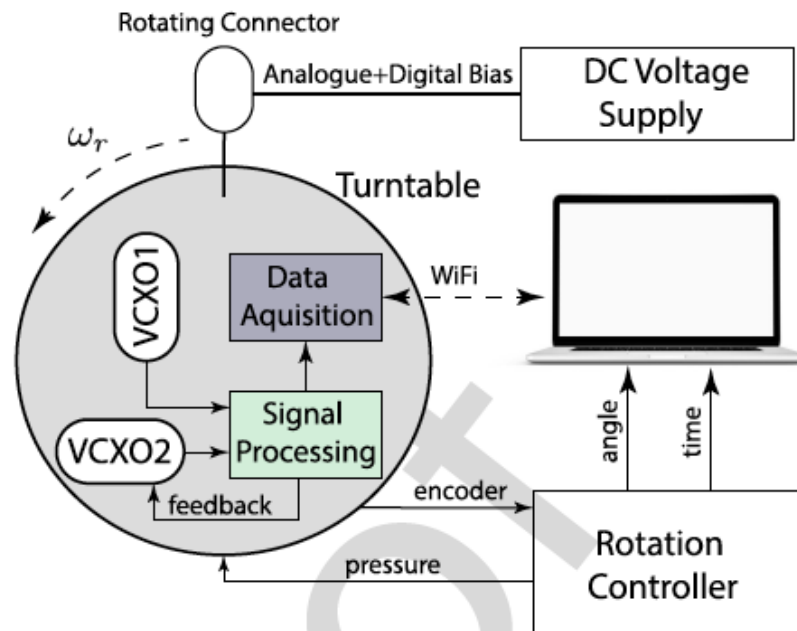 Rotating Connector
Analogue+Digital Bias
DC Voltage
Supply
ω_r
Turntable
VCXO1
Data
Aquisition
WiFi
Signal
Processing
VCXO2
feedback
encoder
angle
time
pressure
Rotation
Controller